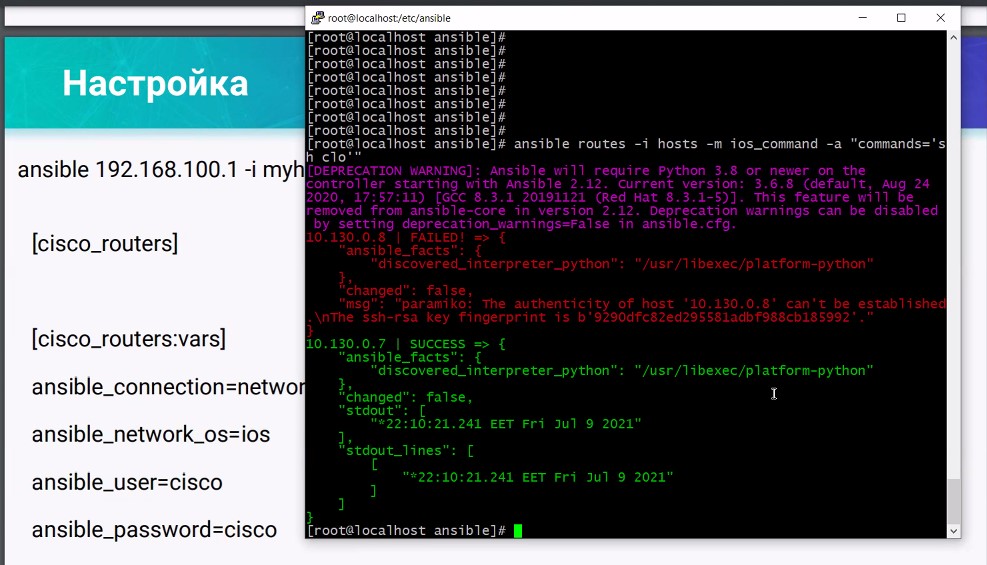 root@localhost:/etc/ansible
Настройка
ansible 192.168.100.1 -i myh
[cisco_routers]
[cisco_routers:vars]
ansible_connection=networ
ansible_network_os=ios
ansible_user=cisco
ansible_password=cisco
[root@localhost ansible]#
[root@localhost ansible]#
[root@localhost ansible]#
[root@localhost ansible]#
[root@localhost ansible]#
[root@localhost ansible]#
[root@localhost ansible]#
[root@localhost ansible]#
[root@localhost ansible]# ansible routes -i hosts -m ios_command -a "commands='s
h clo'"
[DEPRECATION WARNING]: Ansible will require Python 3.8 or newer on the
controller starting with Ansible 2.12. Current version: 3.6.8 (default, Aug 24
2020, 17:57:11) [GCC 8.3.1 20191121 (Red Hat 8.3.1-5)]. This feature will be
removed from ansible-core in version 2.12. Deprecation warnings can be disabled
by setting deprecation_warnings=False in ansible.cfg.
10.130.0.8 | FAILED! => {
"ansible_facts": {
"discovered_interpreter_python": "/usr/libexec/platform-python"
},
"changed": false,
"msg": "paramiko: The authenticity of host '10.130.0.8' can't be established
.\nThe ssh-rsa key fingerprint is b'9290dfc82ed295581adbf988cb185992'."
}
10.130.0.7 | SUCCESS => {
"ansible_facts": {
"discovered_interpreter_python": "/usr/libexec/platform-python"
},
"changed": false,
"stdout": [
"*22:10:21.241 EET Fri Jul 9 2021"
],
"stdout_lines": [
[
"*22:10:21.241 EET Fri Jul 9 2021"
]
]
}
[root@localhost ansible]#